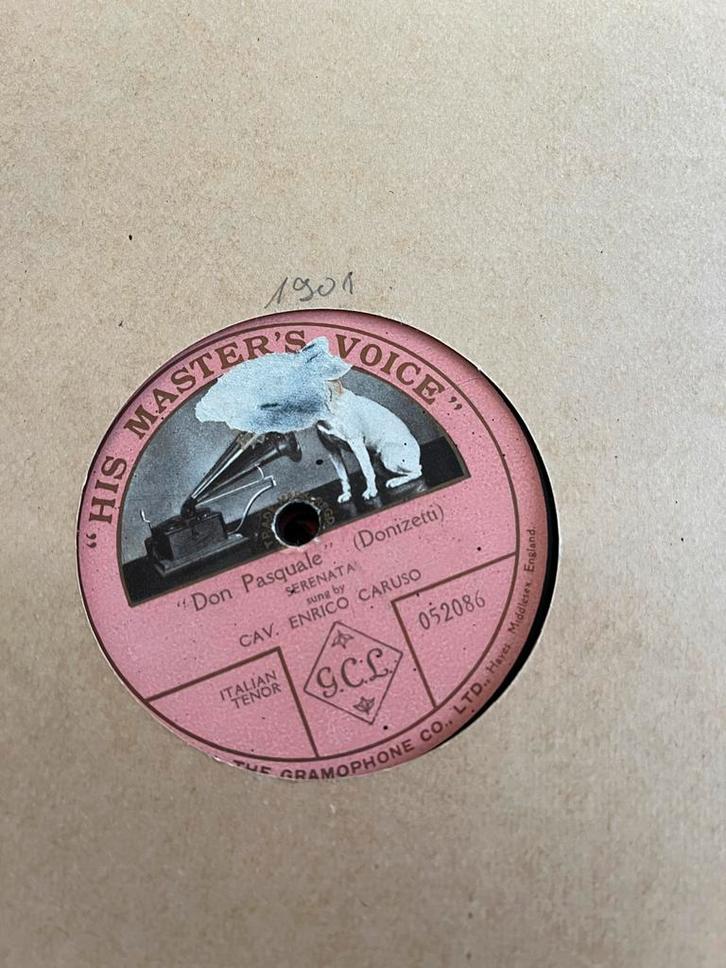 1901
"HIS MASTER'S VOICE"
"Don Pasquale" (Donizetti)
SERENATA
sung by
CAV. ENRICO CARUSO
ITALIAN
TENOR
G.C.L.
052086
THE GRAMOPHONE CO., LTD., Hayes, Middlesex, England.